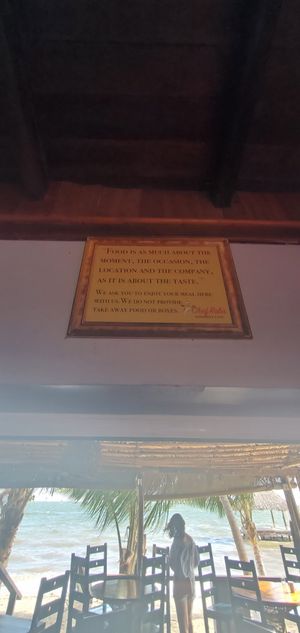 "FOOD IS AS MUCH ABOUT THE
MOMENT, THE OCCASION, THE
LOCATION AND THE COMPANY,
AS IT IS ABOUT THE TASTE."
WE ASK YOU TO ENJOY YOUR MEAL HERE
WITH US. WE DO NOT PROVIDE
TAKE AWAY FOOD OR BOXES.
Chef Rob's